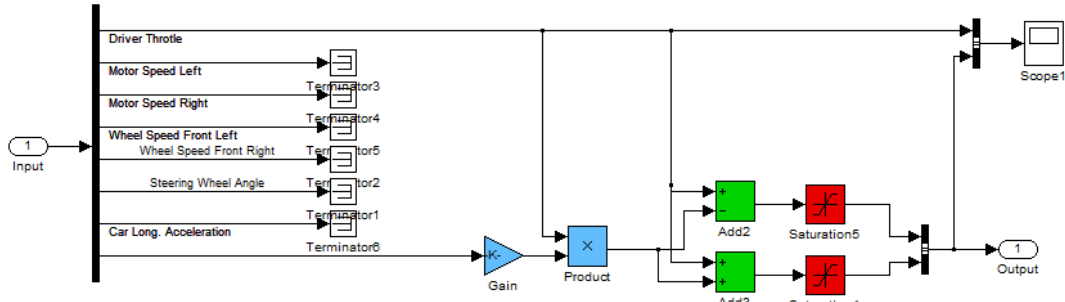 Driver Throtle
Motor Speed Left
Terminator3
Motor Speed Right
Terminator4
Wheel Speed Front Left
Wheel Speed Front Right
Terminator5
Steering Wheel Angle
Terminator2
Car Long. Acceleration
Terminator1
Terminator6
1
Input
-K-
Gain
×
Product
+
−
Add2
Saturation5
+
+
Add3
1
Output
Scope1